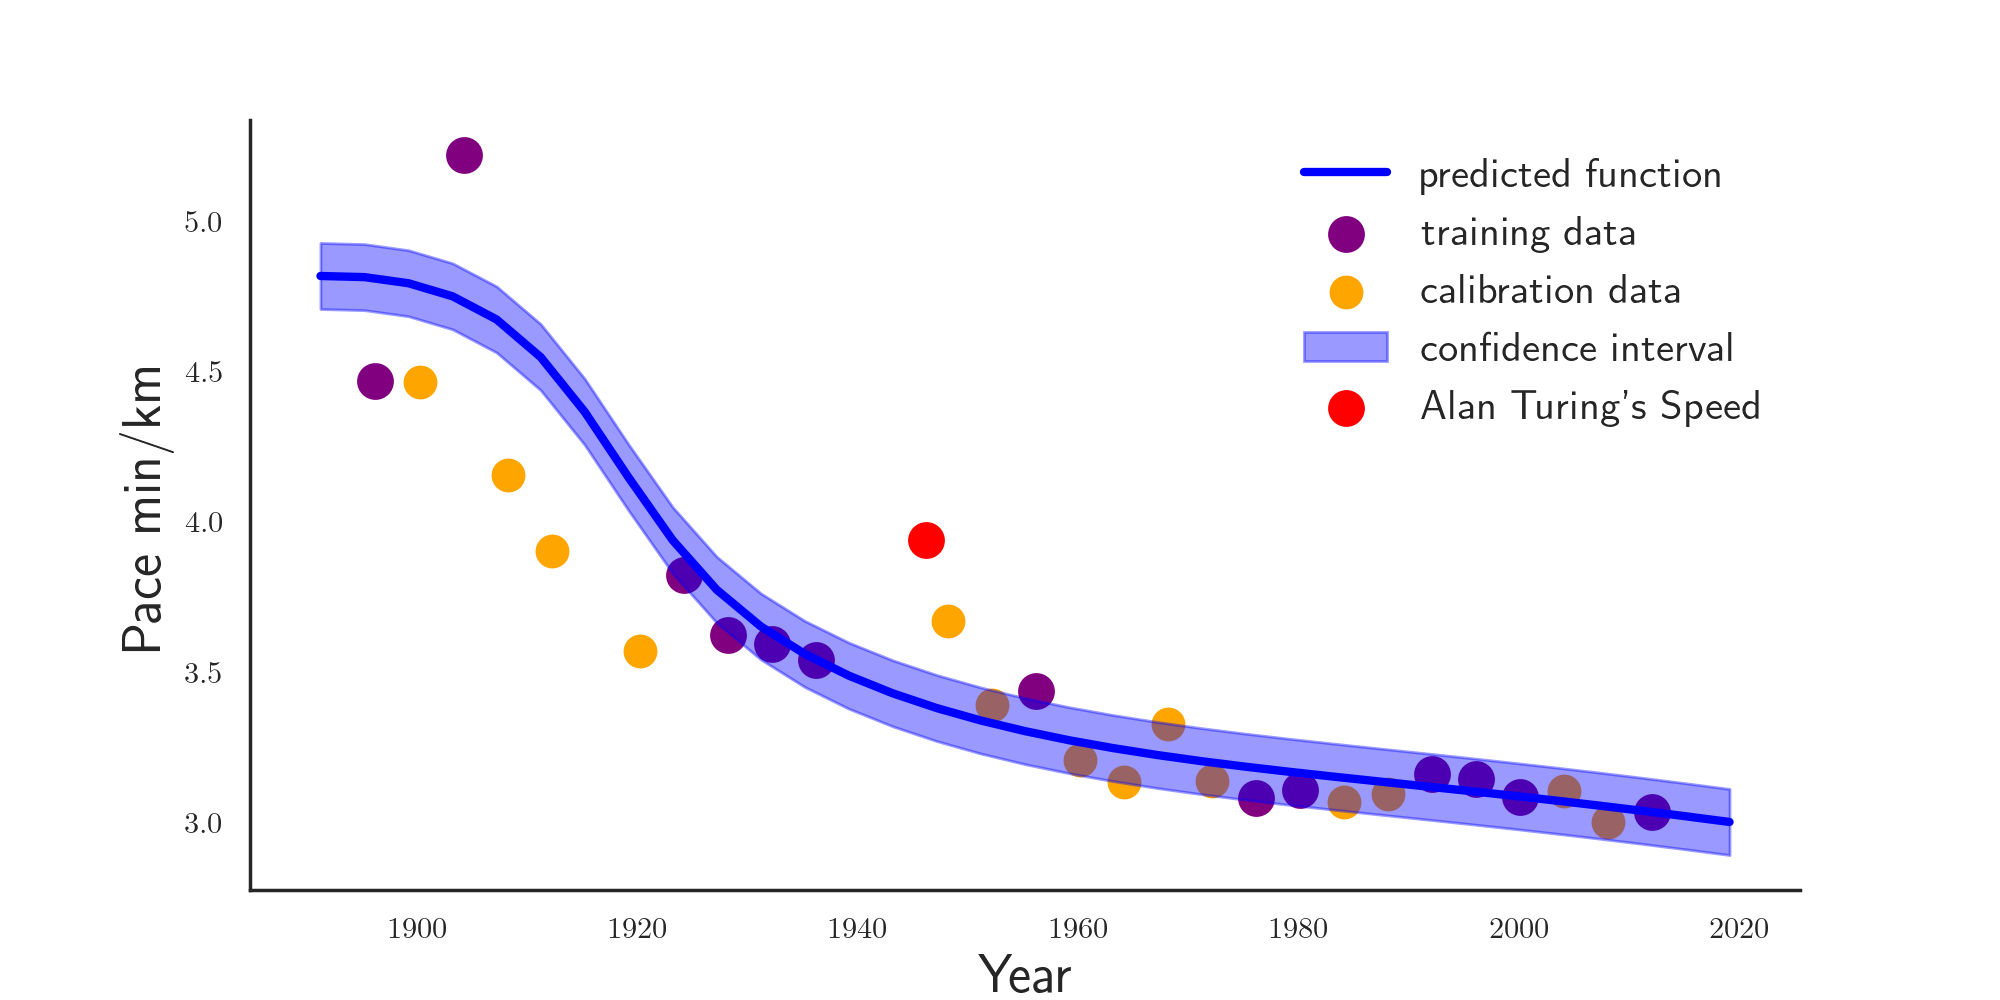 predicted function
training data
calibration data
confidence interval
Alan Turing's Speed
Pace min/km
5.0
4.5
4.0
3.5
3.0
1900 1920 1940 1960 1980 2000 2020
Year